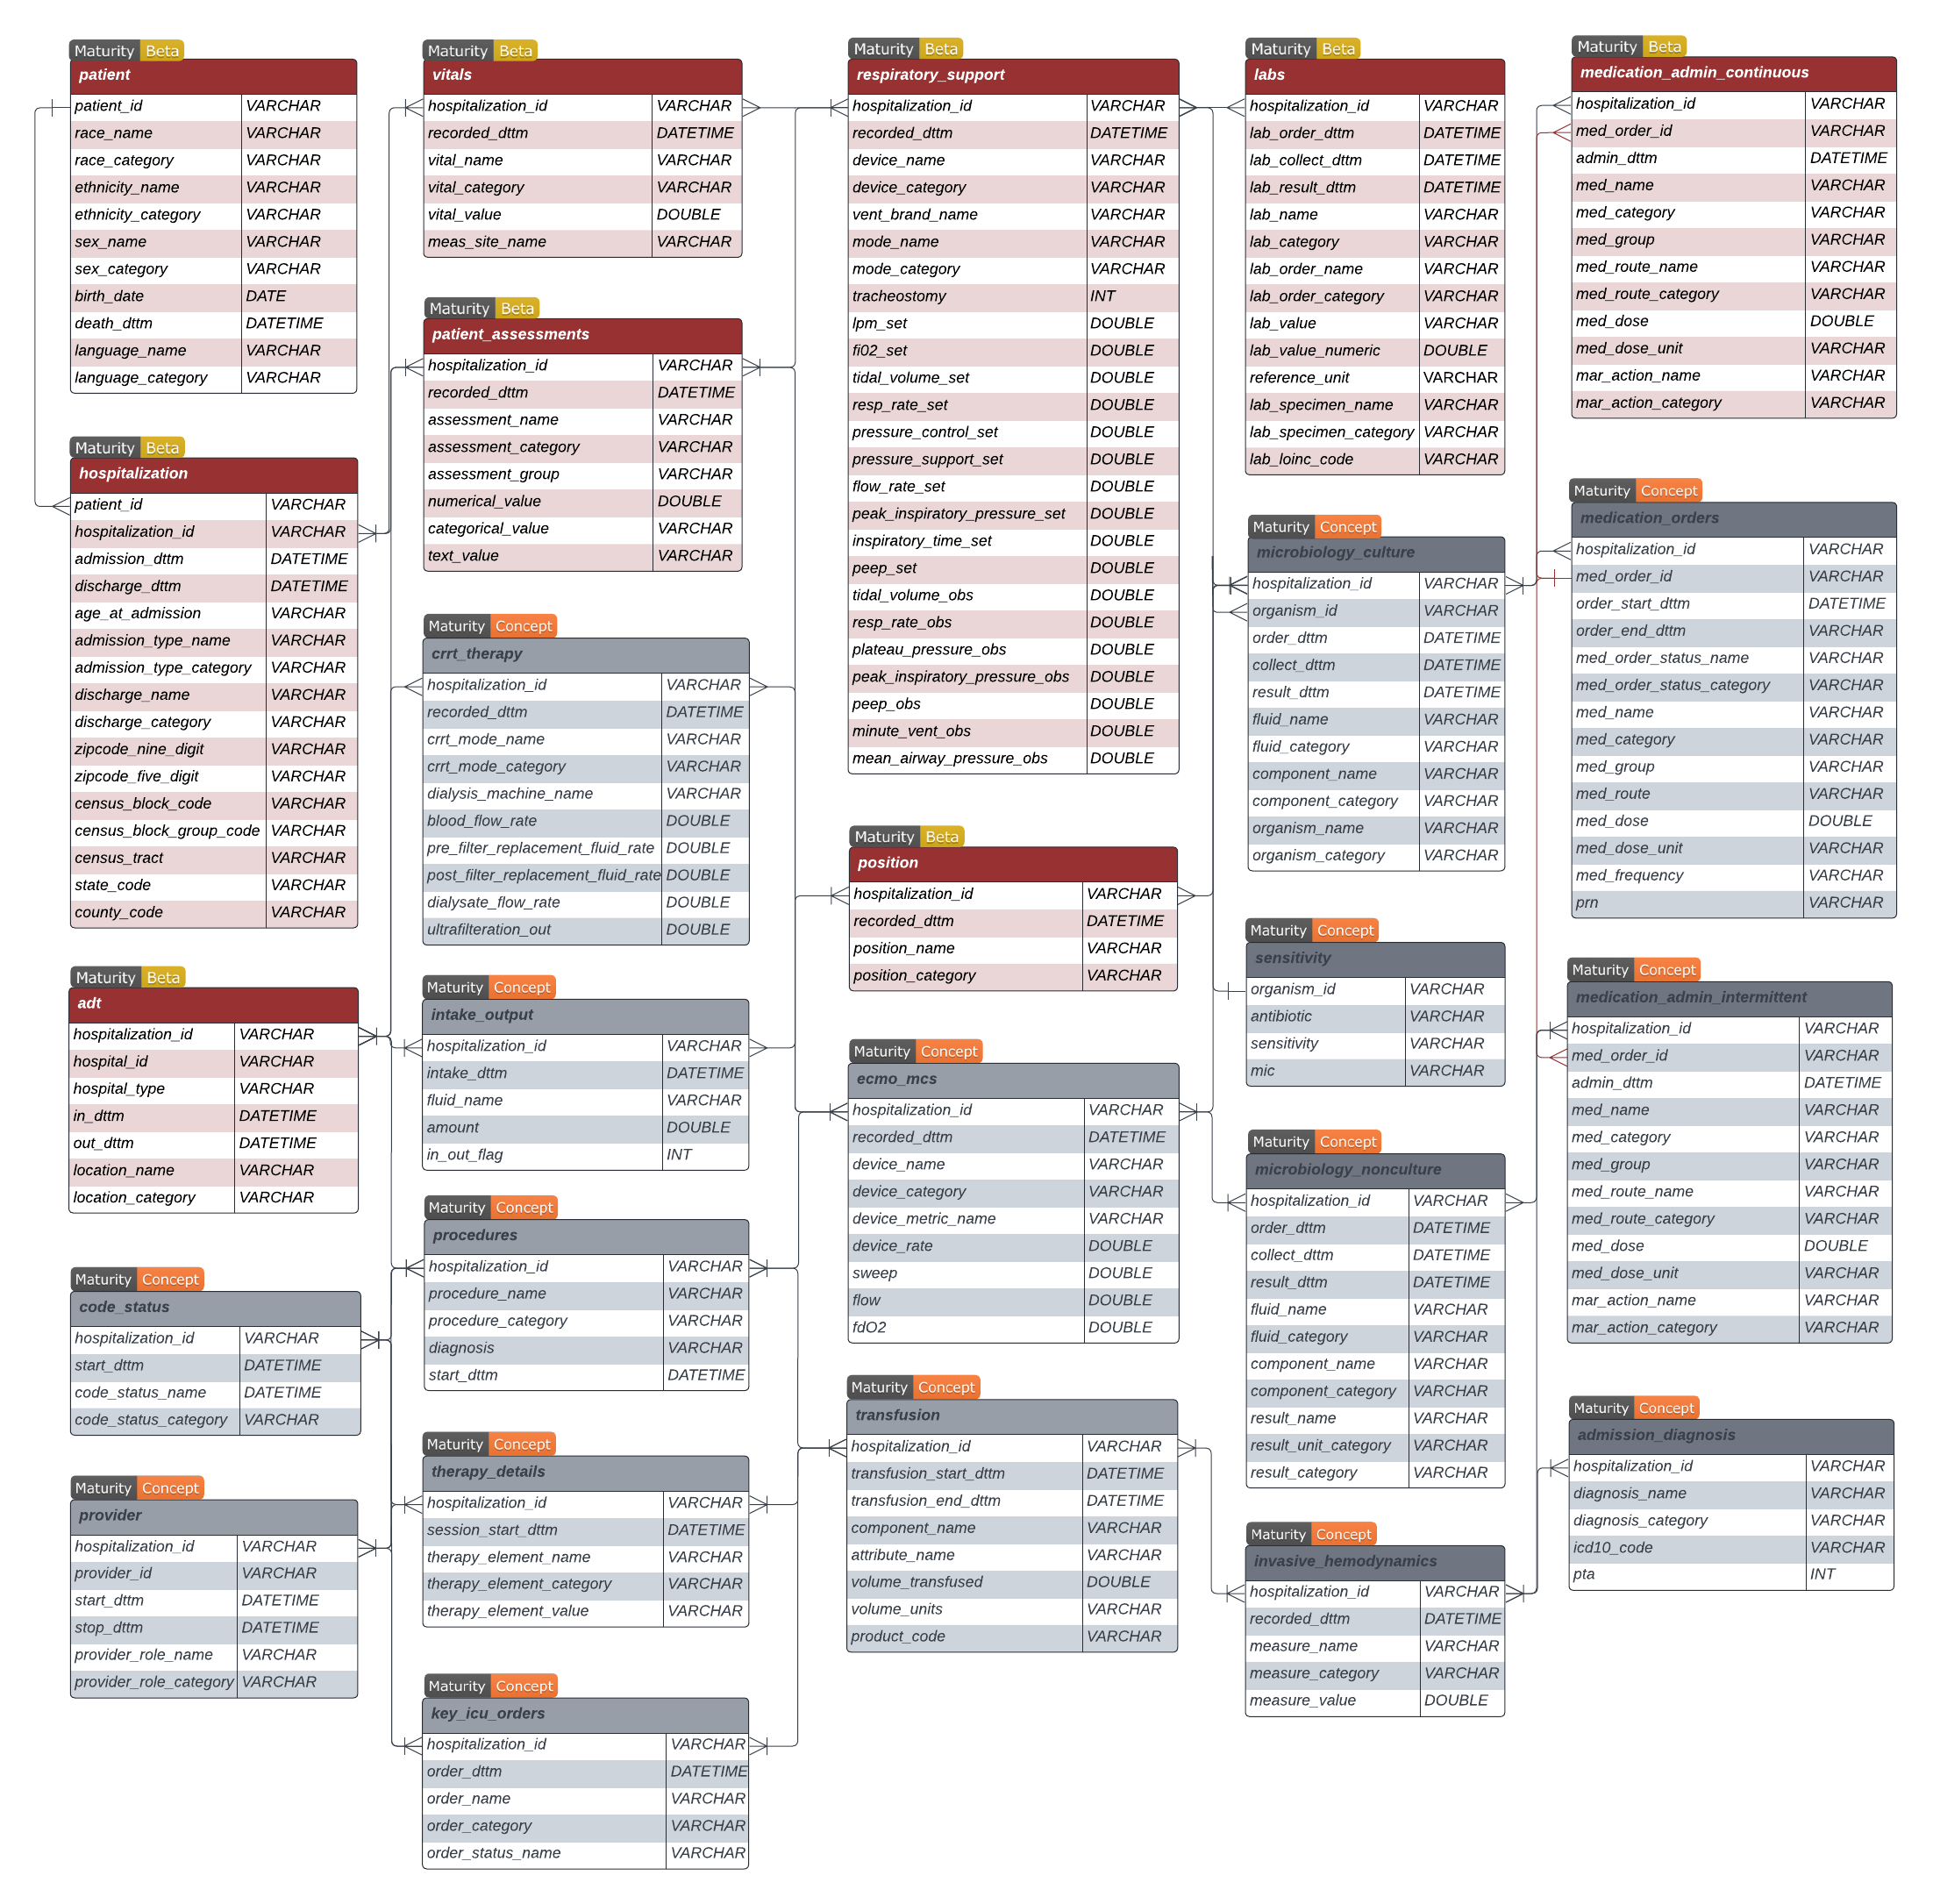 Maturity Beta
patient
patient_id VARCHAR
race_name VARCHAR
race_category VARCHAR
ethnicity_name VARCHAR
ethnicity_category VARCHAR
sex_name VARCHAR
sex_category VARCHAR
birth_date DATE
death_dttm DATETIME
language_name VARCHAR
language_category VARCHAR
Maturity Beta
hospitalization
patient_id VARCHAR
hospitalization_id VARCHAR
admission_dttm DATETIME
discharge_dttm DATETIME
age_at_admission VARCHAR
admission_type_name VARCHAR
admission_type_category VARCHAR
discharge_name VARCHAR
discharge_category VARCHAR
zipcode_nine_digit VARCHAR
zipcode_five_digit VARCHAR
census_block_code VARCHAR
census_block_group_code VARCHAR
census_tract VARCHAR
state_code VARCHAR
county_code VARCHAR
Maturity Beta
adt
hospitalization_id VARCHAR
hospital_id VARCHAR
hospital_type VARCHAR
in_dttm DATETIME
out_dttm DATETIME
location_name VARCHAR
location_category VARCHAR
Maturity Concept
code_status
hospitalization_id VARCHAR
start_dttm DATETIME
code_status_name DATETIME
code_status_category VARCHAR
Maturity Concept
provider
hospitalization_id VARCHAR
provider_id VARCHAR
start_dttm DATETIME
stop_dttm DATETIME
provider_role_name VARCHAR
provider_role_category VARCHAR
Maturity Beta
vitals
hospitalization_id VARCHAR
recorded_dttm DATETIME
vital_name VARCHAR
vital_category VARCHAR
vital_value DOUBLE
meas_site_name VARCHAR
Maturity Beta
patient_assessments
hospitalization_id VARCHAR
recorded_dttm DATETIME
assessment_name VARCHAR
assessment_category VARCHAR
assessment_group VARCHAR
numerical_value DOUBLE
categorical_value VARCHAR
text_value VARCHAR
Maturity Concept
crrt_therapy
hospitalization_id VARCHAR
recorded_dttm DATETIME
crrt_mode_name VARCHAR
crrt_mode_category VARCHAR
dialysis_machine_name VARCHAR
blood_flow_rate DOUBLE
pre_filter_replacement_fluid_rate DOUBLE
post_filter_replacement_fluid_rate DOUBLE
dialysate_flow_rate DOUBLE
ultrafilteration_out DOUBLE
Maturity Concept
intake_output
hospitalization_id VARCHAR
intake_dttm DATETIME
fluid_name VARCHAR
amount DOUBLE
in_out_flag INT
Maturity Concept
procedures
hospitalization_id VARCHAR
procedure_name VARCHAR
procedure_category VARCHAR
diagnosis VARCHAR
start_dttm DATETIME
Maturity Concept
therapy_details
hospitalization_id VARCHAR
session_start_dttm DATETIME
therapy_element_name VARCHAR
therapy_element_category VARCHAR
therapy_element_value VARCHAR
Maturity Concept
key_icu_orders
hospitalization_id VARCHAR
order_dttm DATETIME
order_name VARCHAR
order_category VARCHAR
order_status_name VARCHAR
Maturity Beta
respiratory_support
hospitalization_id VARCHAR
recorded_dttm DATETIME
device_name VARCHAR
device_category VARCHAR
vent_brand_name VARCHAR
mode_name VARCHAR
mode_category VARCHAR
tracheostomy INT
lpm_set DOUBLE
fi02_set DOUBLE
tidal_volume_set DOUBLE
resp_rate_set DOUBLE
pressure_control_set DOUBLE
pressure_support_set DOUBLE
flow_rate_set DOUBLE
peak_inspiratory_pressure_set DOUBLE
inspiratory_time_set DOUBLE
peep_set DOUBLE
tidal_volume_obs DOUBLE
resp_rate_obs DOUBLE
plateau_pressure_obs DOUBLE
peak_inspiratory_pressure_obs DOUBLE
peep_obs DOUBLE
minute_vent_obs DOUBLE
mean_airway_pressure_obs DOUBLE
Maturity Beta
position
hospitalization_id VARCHAR
recorded_dttm DATETIME
position_name VARCHAR
position_category VARCHAR
Maturity Concept
ecmo_mcs
hospitalization_id VARCHAR
recorded_dttm DATETIME
device_name VARCHAR
device_category VARCHAR
device_metric_name VARCHAR
device_rate DOUBLE
sweep DOUBLE
flow DOUBLE
fdO2 DOUBLE
Maturity Concept
transfusion
hospitalization_id VARCHAR
transfusion_start_dttm DATETIME
transfusion_end_dttm DATETIME
component_name VARCHAR
attribute_name VARCHAR
volume_transfused DOUBLE
volume_units VARCHAR
product_code VARCHAR
Maturity Beta
labs
hospitalization_id VARCHAR
lab_order_dttm DATETIME
lab_collect_dttm DATETIME
lab_result_dttm DATETIME
lab_name VARCHAR
lab_category VARCHAR
lab_order_name VARCHAR
lab_order_category VARCHAR
lab_value VARCHAR
lab_value_numeric DOUBLE
reference_unit VARCHAR
lab_specimen_name VARCHAR
lab_specimen_category VARCHAR
lab_loinc_code VARCHAR
Maturity Concept
microbiology_culture
hospitalization_id VARCHAR
organism_id VARCHAR
order_dttm DATETIME
collect_dttm DATETIME
result_dttm DATETIME
fluid_name VARCHAR
fluid_category VARCHAR
component_name VARCHAR
component_category VARCHAR
organism_name VARCHAR
organism_category VARCHAR
Maturity Concept
sensitivity
organism_id VARCHAR
antibiotic VARCHAR
sensitivity VARCHAR
mic VARCHAR
Maturity Concept
microbiology_nonculture
hospitalization_id VARCHAR
order_dttm DATETIME
collect_dttm DATETIME
result_dttm DATETIME
fluid_name VARCHAR
fluid_category VARCHAR
component_name VARCHAR
component_category VARCHAR
result_name VARCHAR
result_unit_category VARCHAR
result_category VARCHAR
Maturity Concept
invasive_hemodynamics
hospitalization_id VARCHAR
recorded_dttm DATETIME
measure_name VARCHAR
measure_category VARCHAR
measure_value DOUBLE
Maturity Beta
medication_admin_continuous
hospitalization_id VARCHAR
med_order_id VARCHAR
admin_dttm DATETIME
med_name VARCHAR
med_category VARCHAR
med_group VARCHAR
med_route_name VARCHAR
med_route_category VARCHAR
med_dose DOUBLE
med_dose_unit VARCHAR
mar_action_name VARCHAR
mar_action_category VARCHAR
Maturity Concept
medication_orders
hospitalization_id VARCHAR
med_order_id VARCHAR
order_start_dttm DATETIME
order_end_dttm VARCHAR
med_order_status_name VARCHAR
med_order_status_category VARCHAR
med_name VARCHAR
med_category VARCHAR
med_group VARCHAR
med_route VARCHAR
med_dose DOUBLE
med_dose_unit VARCHAR
med_frequency VARCHAR
prn VARCHAR
Maturity Concept
medication_admin_intermittent
hospitalization_id VARCHAR
med_order_id VARCHAR
admin_dttm DATETIME
med_name VARCHAR
med_category VARCHAR
med_group VARCHAR
med_route_name VARCHAR
med_route_category VARCHAR
med_dose DOUBLE
med_dose_unit VARCHAR
mar_action_name VARCHAR
mar_action_category VARCHAR
Maturity Concept
admission_diagnosis
hospitalization_id VARCHAR
diagnosis_name VARCHAR
diagnosis_category VARCHAR
icd10_code VARCHAR
pta INT